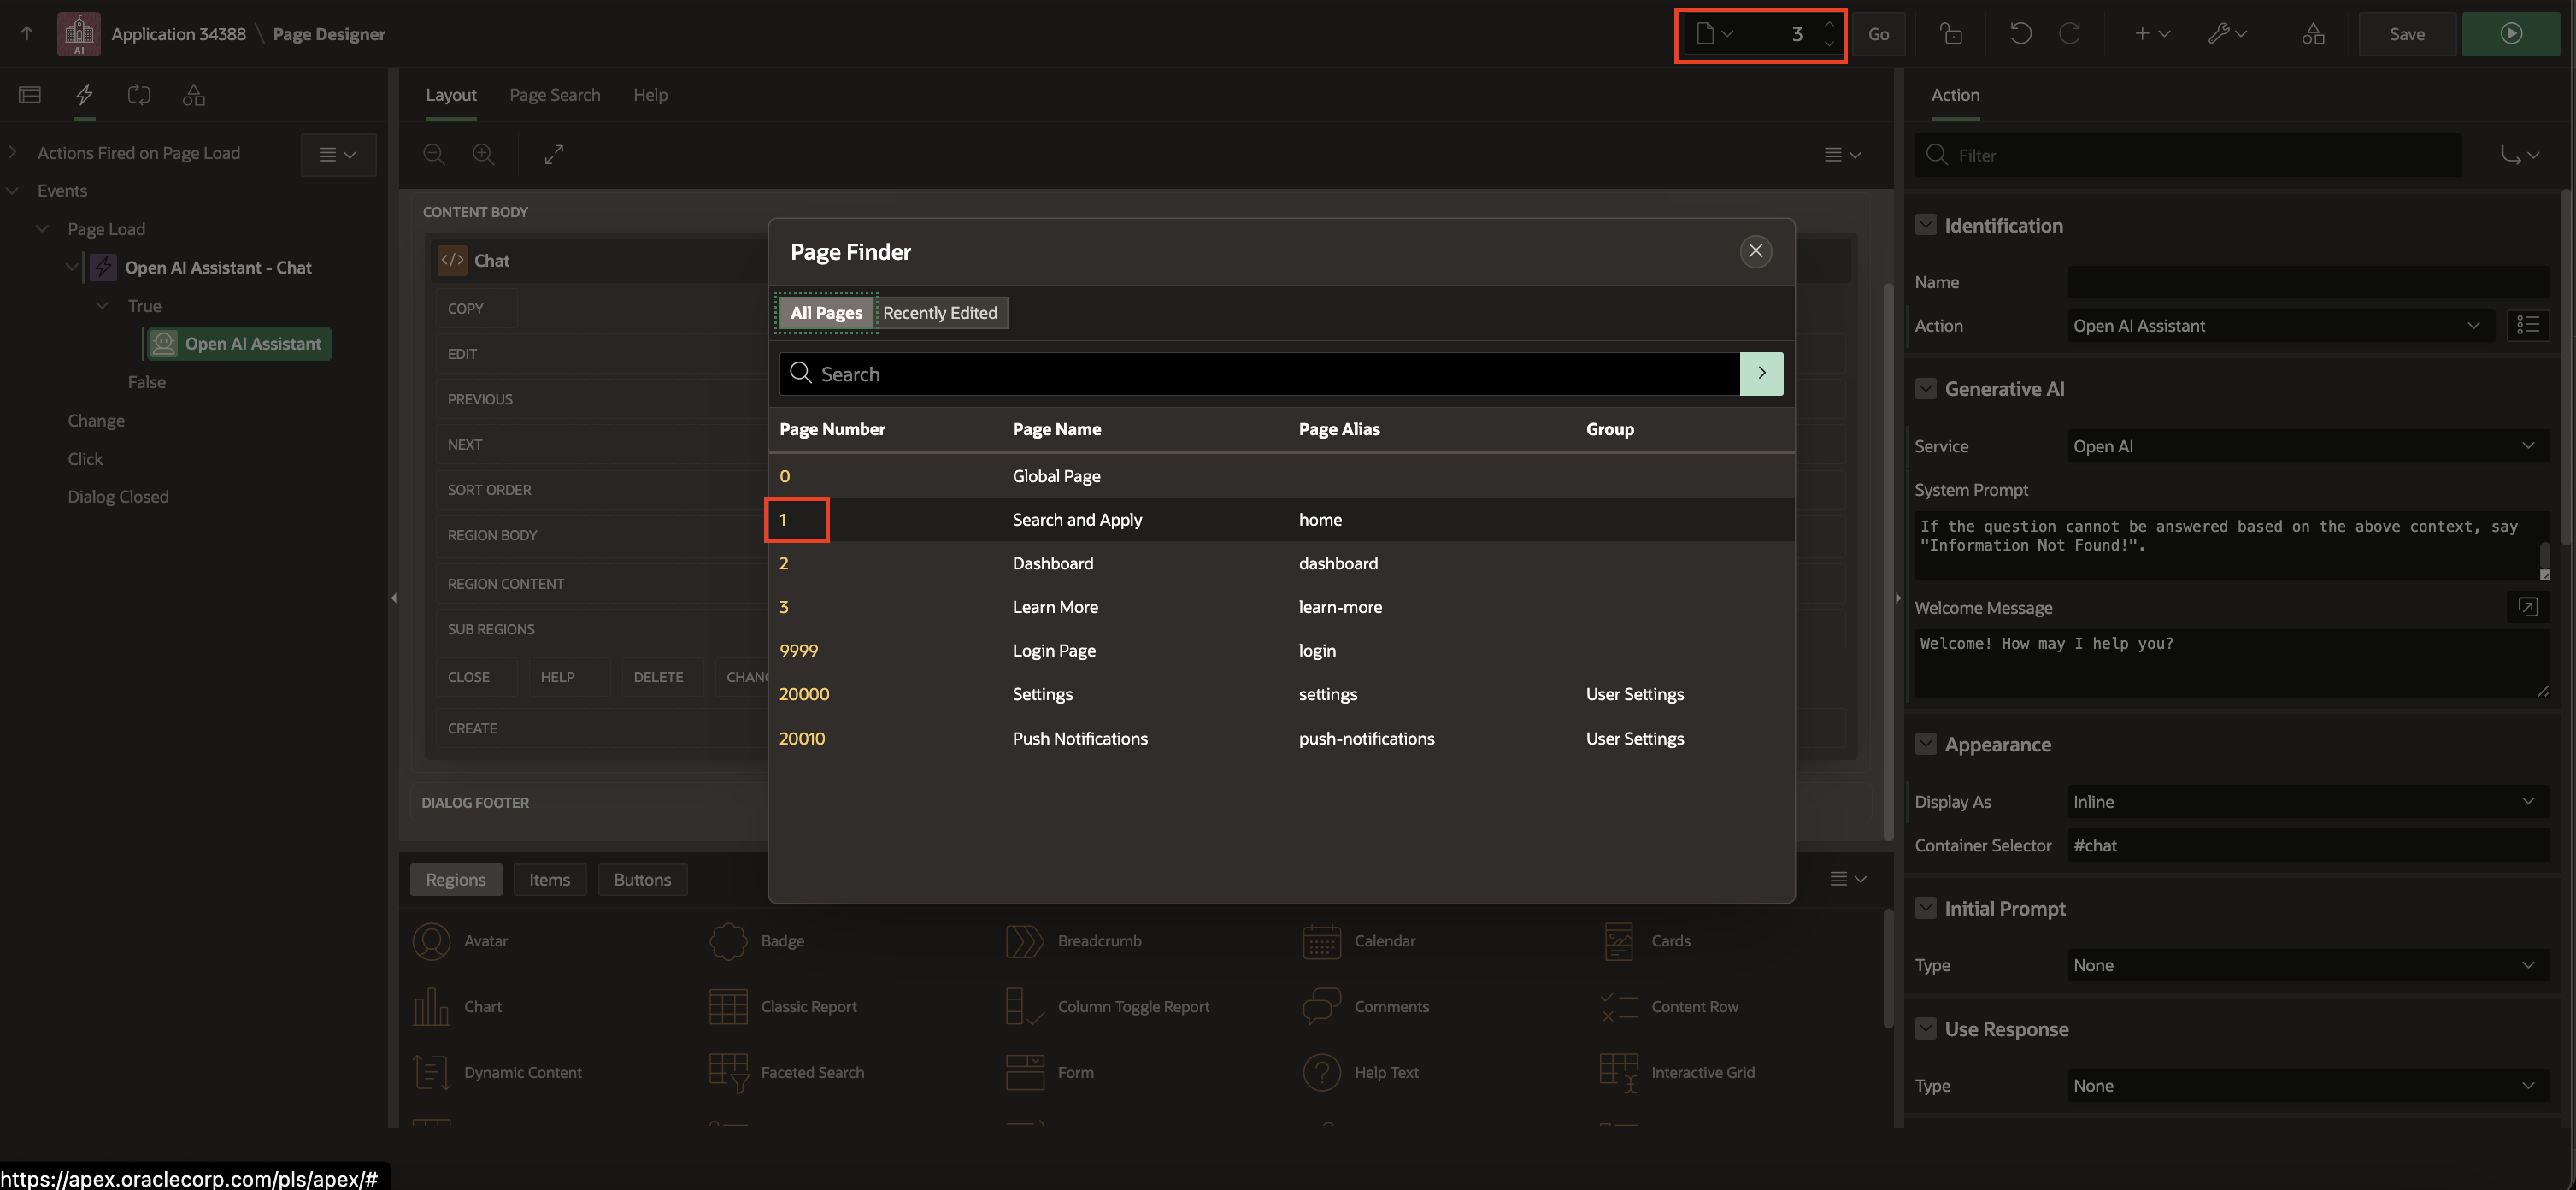 AI
Application 34388 \ Page Designer
3
Go
Save
Actions Fired on Page Load
Events
Page Load
Open AI Assistant - Chat
True
Open AI Assistant
False
Change
Click
Dialog Closed
Layout
Page Search
Help
CONTENT BODY
Chat
COPY
EDIT
PREVIOUS
NEXT
SORT ORDER
REGION BODY
REGION CONTENT
SUB REGIONS
CLOSE
HELP
DELETE
CREATE
DIALOG FOOTER
Page Finder
All Pages
Recently Edited
Search
Page Number Page Name Page Alias Group
0 Global Page
1 Search and Apply home
2 Dashboard dashboard
3 Learn More learn-more
9999 Login Page login
20000 Settings settings User Settings
20010 Push Notifications push-notifications User Settings
Regions
Items
Buttons
Avatar
Badge
Breadcrumb
Calendar
Cards
Chart
Classic Report
Column Toggle Report
Comments
Content Row
Dynamic Content
Faceted Search
Form
Help Text
Interactive Grid
Action
Filter
Identification
Name
Action Open AI Assistant
Generative AI
Service Open AI
System Prompt
If the question cannot be answered based on the above context, say
"Information Not Found!".
Welcome Message
Welcome! How may I help you?
Appearance
Display As Inline
Container Selector #chat
Initial Prompt
Type None
Use Response
Type None
https://apex.oraclecorp.com/pls/apex/#